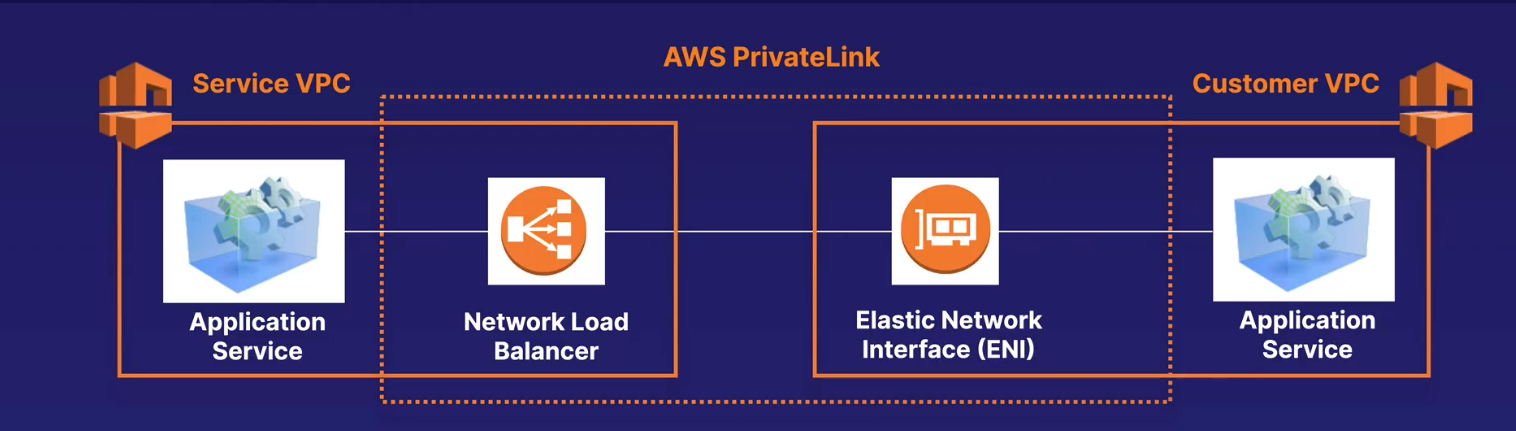 AWS PrivateLink
Service VPC
Customer VPC
Application
Service
Network Load
Balancer
Elastic Network
Interface (ENI)
Application
Service